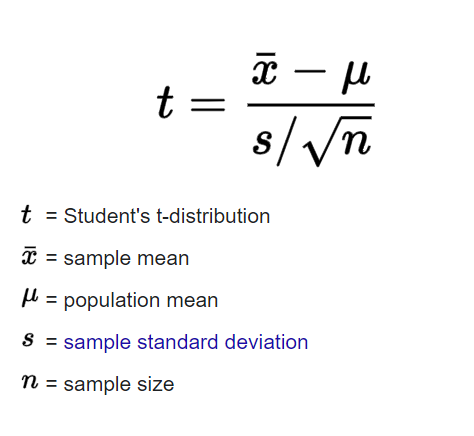 t = x̄ − μ / s/√n
t = Student's t-distribution
x̄ = sample mean
μ = population mean
s = sample standard deviation
n = sample size